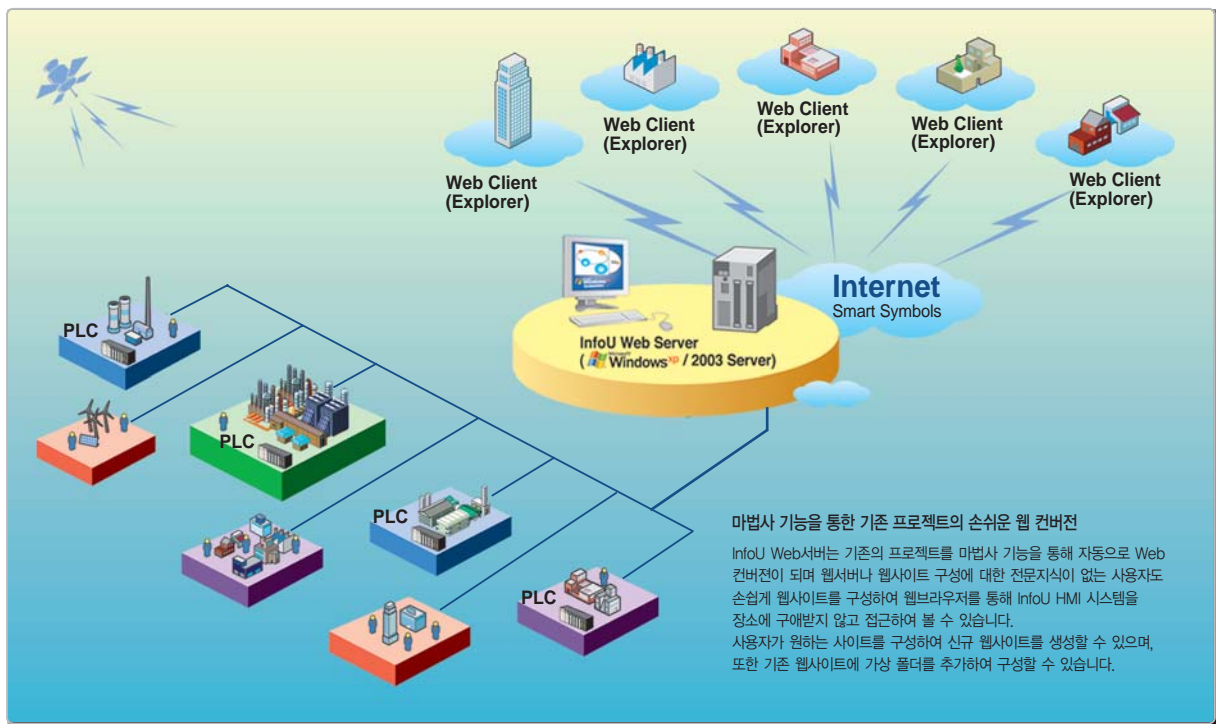 Web Client
(Explorer)
Web Client
(Explorer)
Web Client
(Explorer)
Web Client
(Explorer)
Web Client
(Explorer)
Internet
Smart Symbols
InfoU Web Server
( Microsoft Windows xp / 2003 Server)
PLC
PLC
PLC
PLC
마법사 기능을 통한 기존 프로젝트의 손쉬운 웹 컨버전
InfoU Web서버는 기존의 프로젝트를 마법사 기능을 통해 자동으로 Web
컨버젼이 되며 웹서버나 웹사이트 구성에 대한 전문지식이 없는 사용자도
손쉽게 웹사이트를 구성하여 웹브라우저를 통해 InfoU HMI 시스템을
장소에 구애받지 않고 접근하여 볼 수 있습니다.
사용자가 원하는 사이트를 구성하여 신규 웹사이트를 생성할 수 있으며,
또한 기존 웹사이트에 가상 폴더를 추가하여 구성할 수 있습니다.